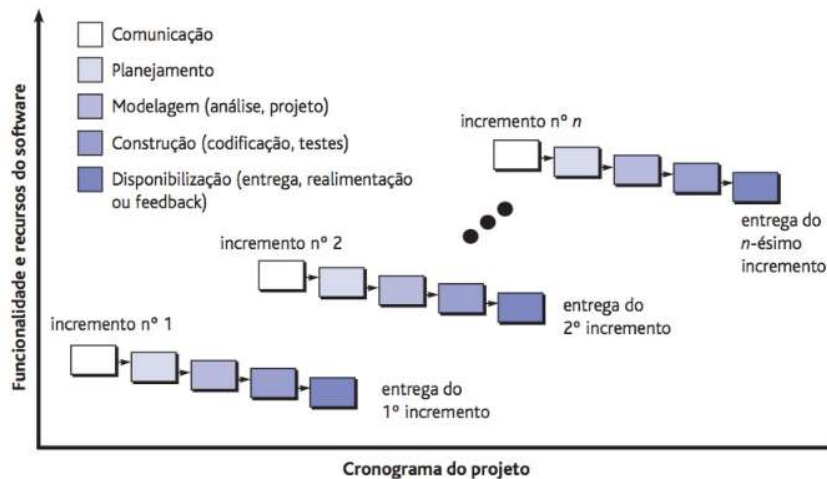 Funcionalidade e recursos do software
Comunicação
Planejamento
Modelagem (análise, projeto)
Construção (codificação, testes)
Disponibilização (entrega, realimentação
ou feedback)
incremento nº n
entrega do
n-ésimo
incremento
incremento nº 2
entrega do
2º incremento
incremento nº 1
entrega do
1º incremento
Cronograma do projeto